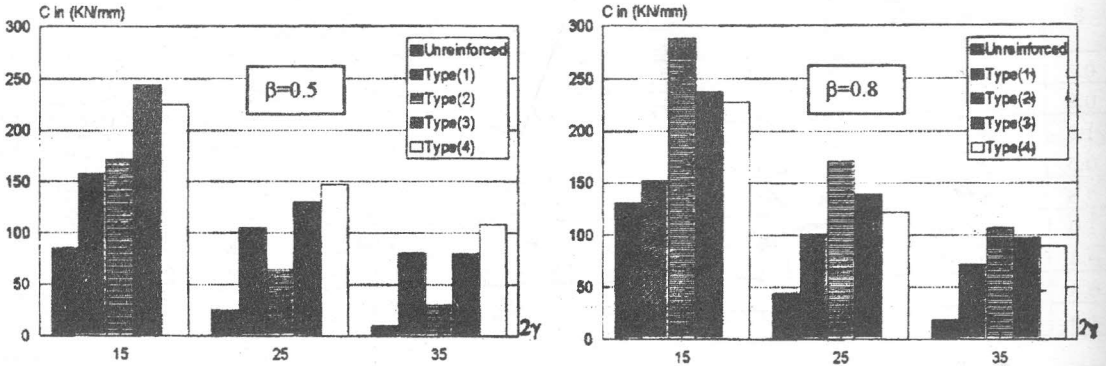 C in (KN/mm)
300
250
200
150
100
50
0
β=0.5
Unreinforced
Type(1)
Type(2)
Type(3)
Type(4)
15
25
35
2γ
C in (KN/mm)
300
250
200
150
100
50
0
β=0.8
Unreinforced
Type(1)
Type(2)
Type(3)
Type(4)
15
25
35
2γ